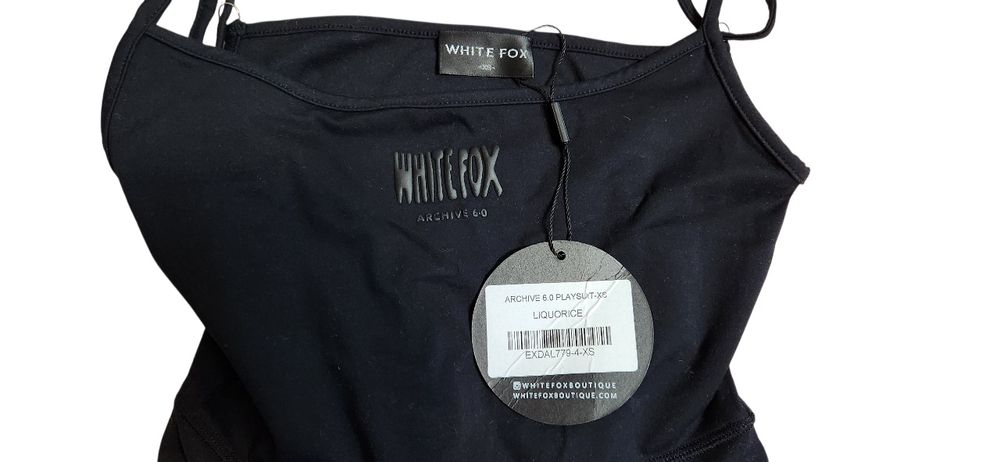 WHITE FOX
-XS-
WHITE FOX
ARCHIVE 6.0
ARCHIVE 6.0 PLAYSUIT-XS
LIQUORICE
EXDAL779-4-XS
WHITEFOXBOUTIQUE
WHITEFOXBOUTIQUE.COM